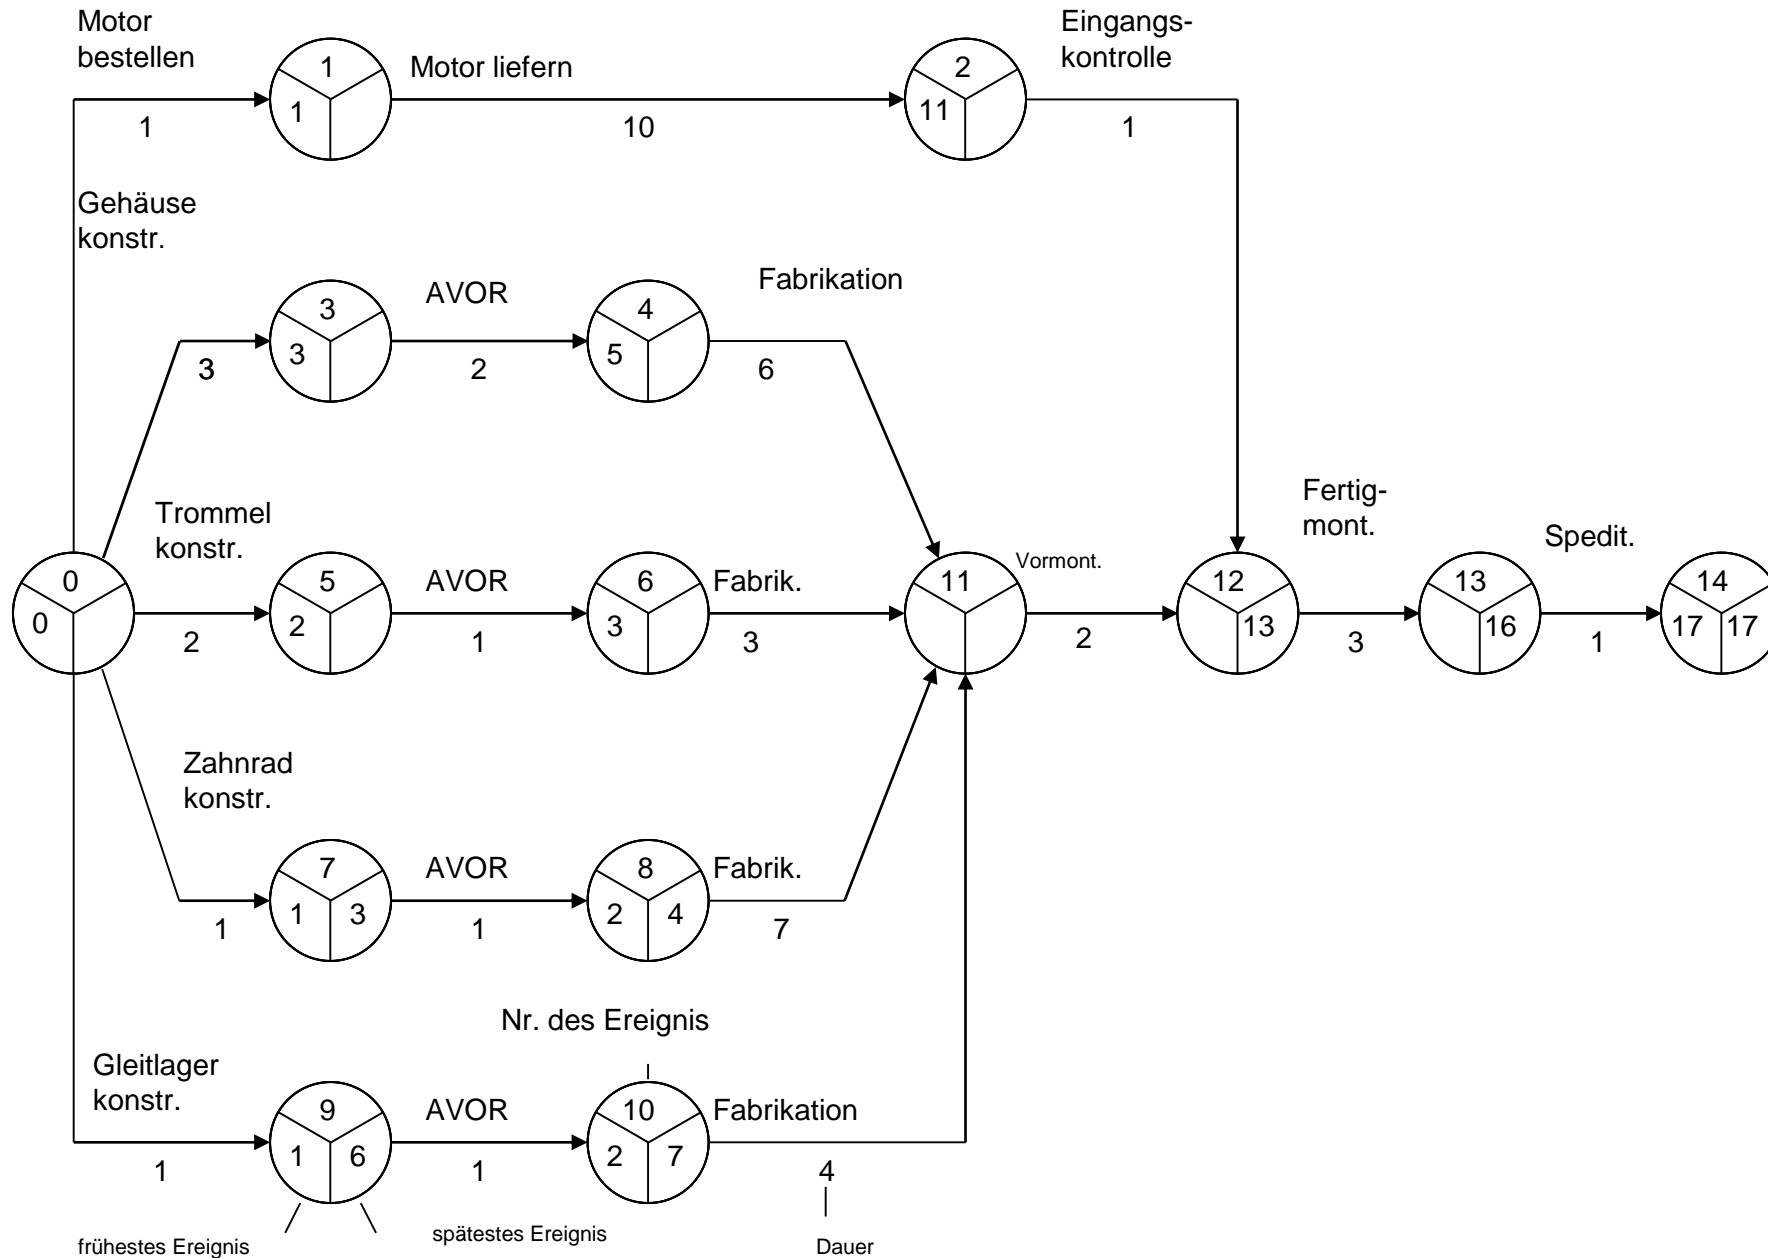 Motor
bestellen
1
1
1
Motor liefern
10
2
11
Eingangs-
kontrolle
1
Gehäuse
konstr.
3
3
3
AVOR
2
4
5
Fabrikation
6
0
0
Trommel
konstr.
2
5
2
AVOR
1
6
3
Fabrik.
3
11
Vormont.
2
12
13
Fertig-
mont.
3
13
16
Spedit.
1
14
17 17
Zahnrad
konstr.
1
7
1 3
AVOR
1
8
2 4
Fabrik.
7
Nr. des Ereignis
Gleitlager
konstr.
1
9
1 6
AVOR
1
10
2 7
Fabrikation
4
frühestes Ereignis
spätestes Ereignis
Dauer